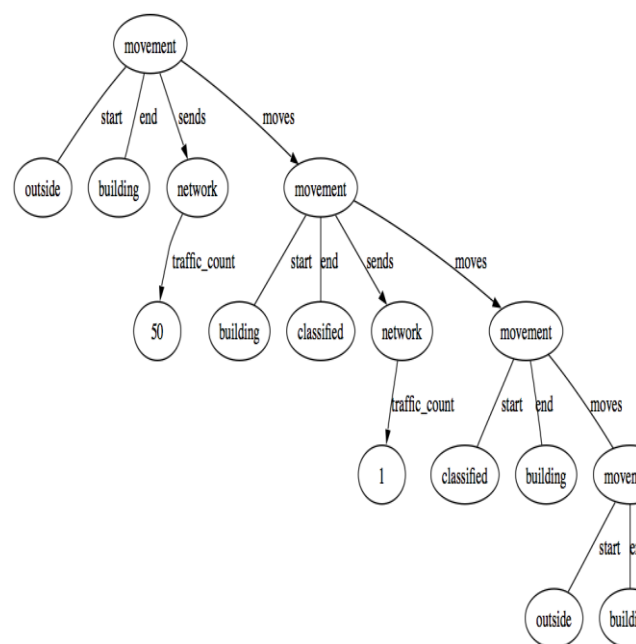 movement
start end sends moves
outside building network movement
traffic_count start end sends moves
50 building classified network movement
traffic_count start end moves
1 classified building
start
outside